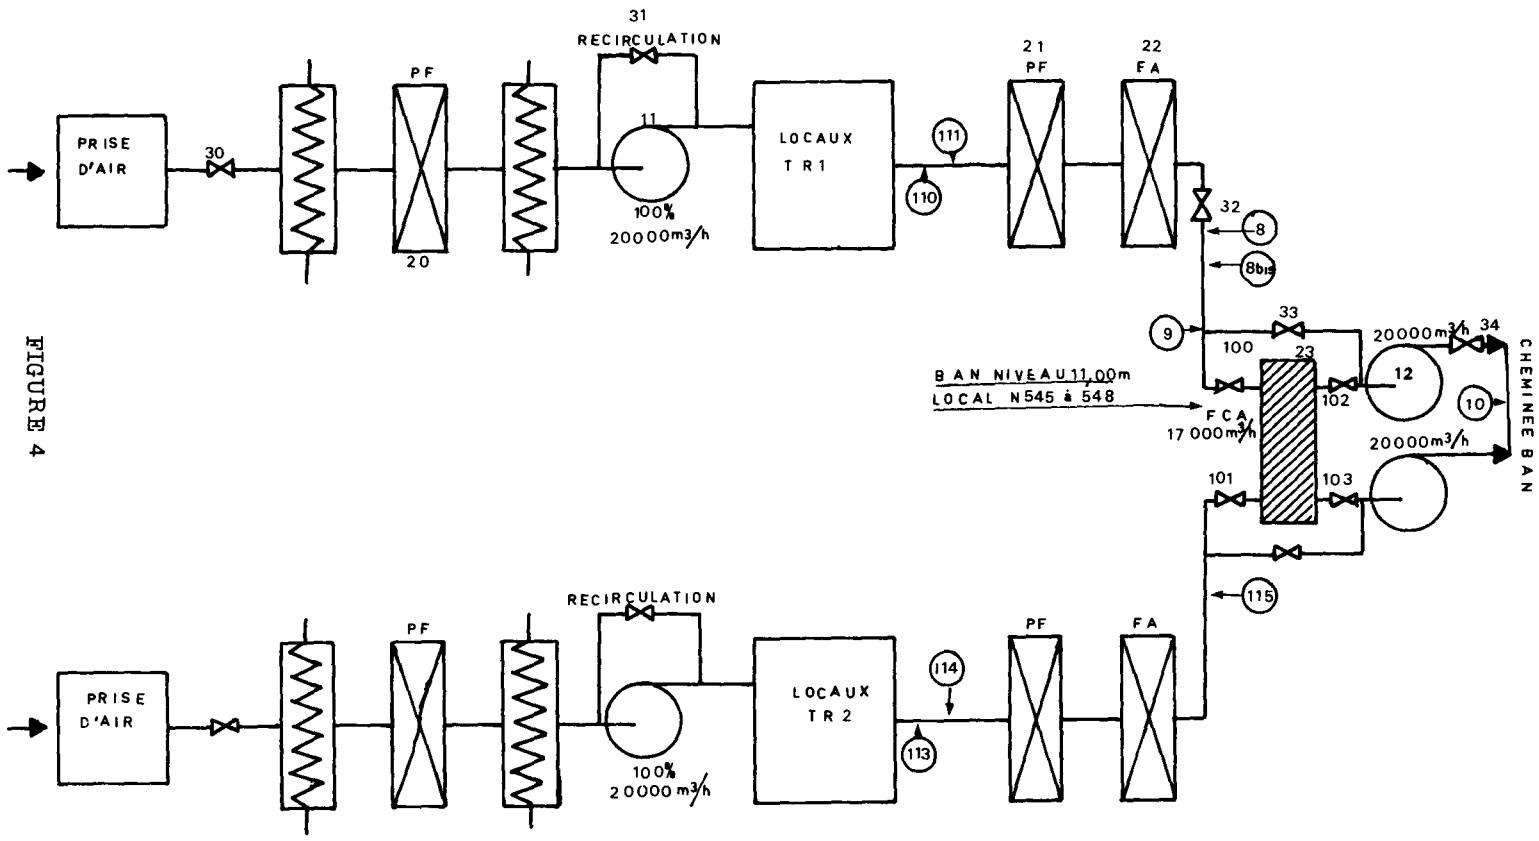 31
RECIRCULATION
PF
11
PRISE
D'AIR
30
20
100%
20000m³/h
LOCAUX
TR1
111
110
21
PF
22
FA
32
8
8bis
9
33
100
23
20000m³/h
34
12
102
BAN NIVEAU 11,00m
LOCAL N545 à 548
FCA
17000m³/h
10
CHEMINEE BAN
20000m³/h
101
103
115
FIGURE 4
RECIRCULATION
PF
PRISE
D'AIR
100%
20000m³/h
LOCAUX
TR2
114
113
PF
FA